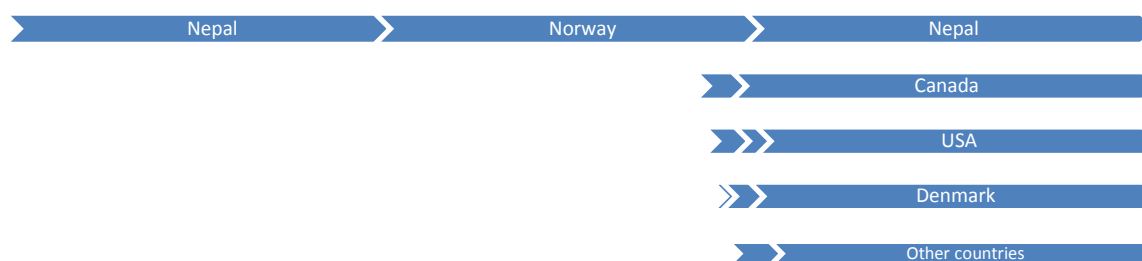 Nepal Norway Nepal
Canada
USA
Denmark
Other countries